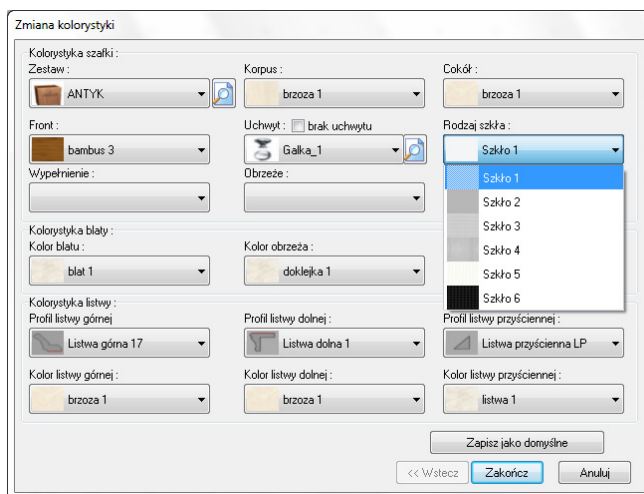 Zmiana kolorystyki
Kolorystyka szafki :
Zestaw : Korpus : Cokół :
ANTYK brzoza 1 brzoza 1
Front : Uchwyt : brak uchwytu Rodzaj szkła :
bambus 3 Gałka_1 Szkło 1
Wypełnienie : Obrzeże :
Szkło 1
Szkło 2
Szkło 3
Szkło 4
Szkło 5
Szkło 6
Kolorystyka blaty :
Kolor blatu : Kolor obrzeża :
blat 1 doklejka 1
Kolorystyka listwy :
Profil listwy górnej Profil listwy dolnej : Profil listwy przyściennej :
Listwa górna 17 Listwa dolna 1 Listwa przyścienna LP
Kolor listwy górnej : Kolor listwy dolnej : Kolor listwy przyściennej :
brzoza 1 brzoza 1 listwa 1
Zapisz jako domyślne
<< Wstecz Zakończ Anuluj